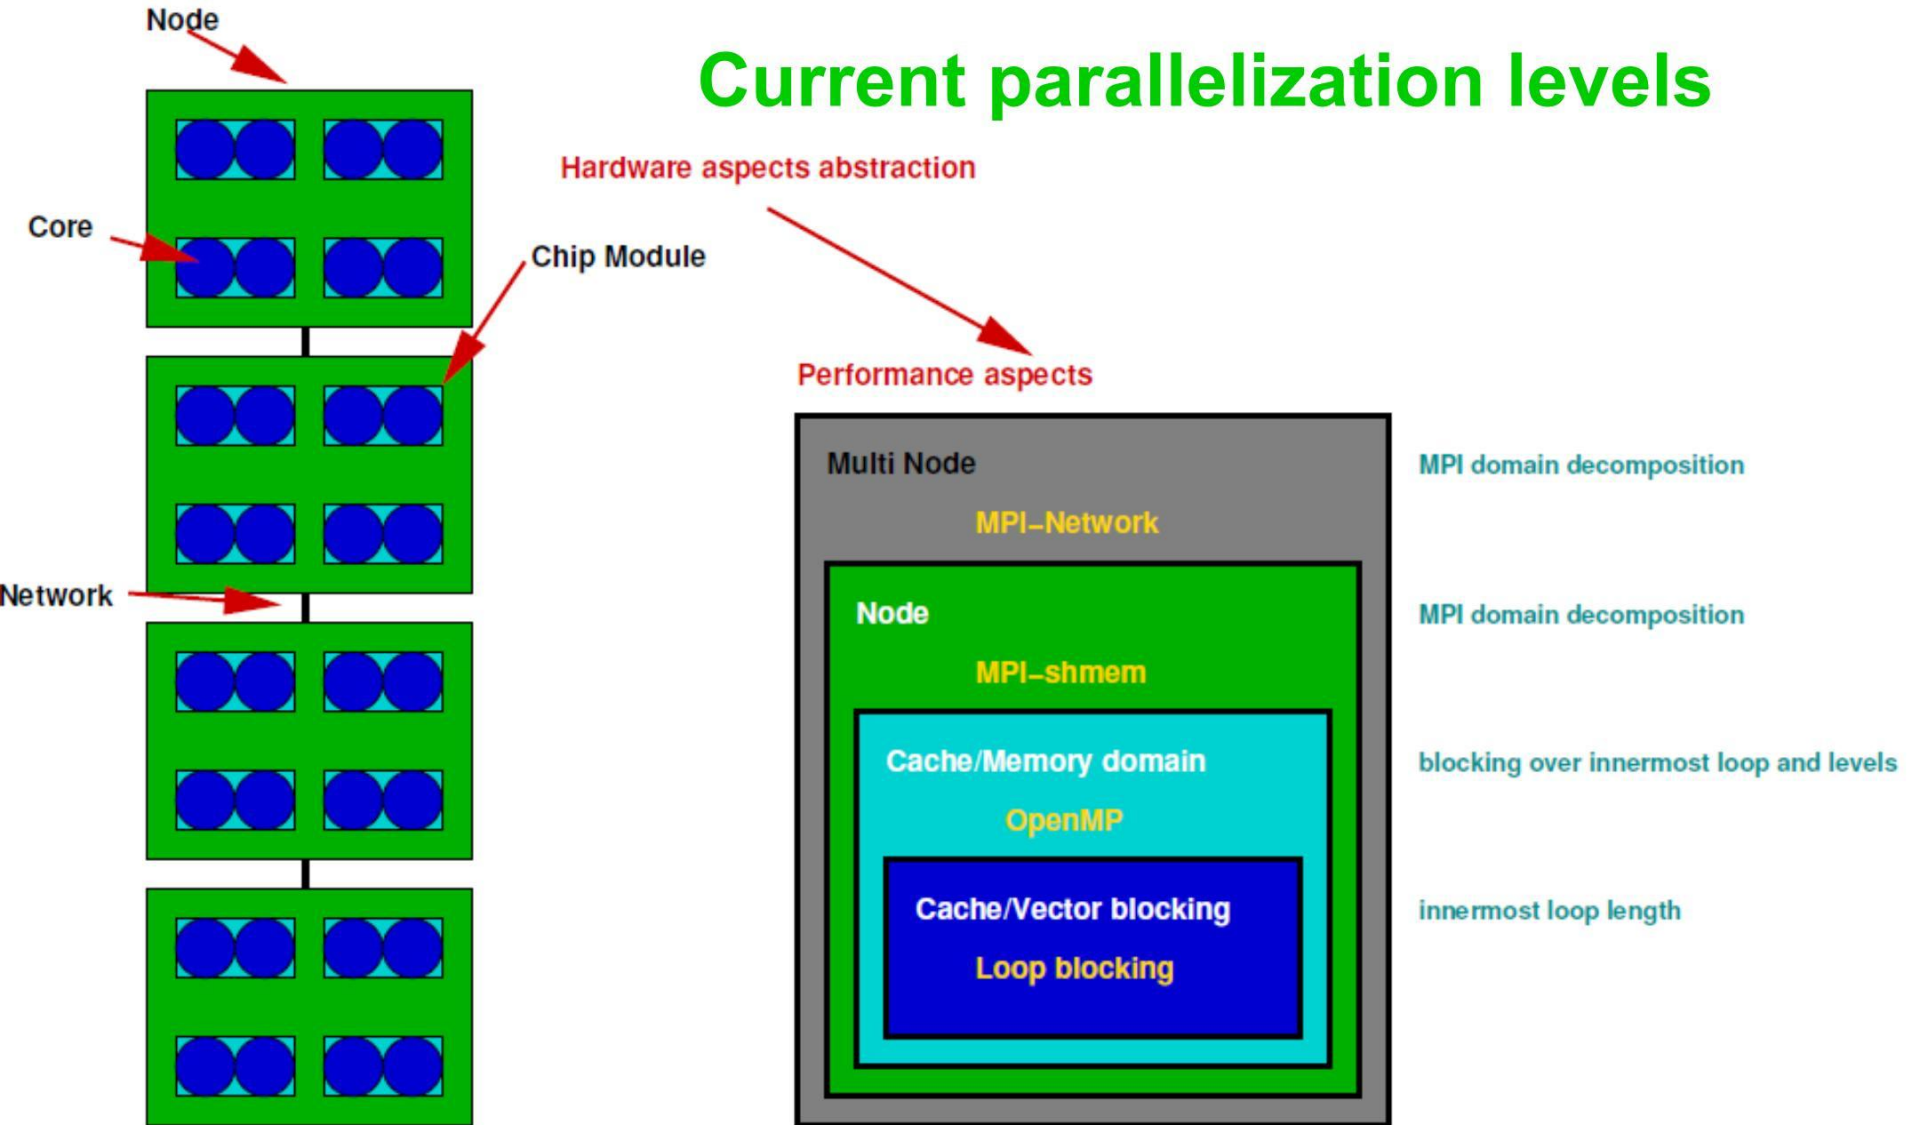 Node
Current parallelization levels
Hardware aspects abstraction
Core
Chip Module
Performance aspects
Multi Node
MPI domain decomposition
MPI–Network
Network
Node
MPI domain decomposition
MPI–shmem
Cache/Memory domain
blocking over innermost loop and levels
OpenMP
Cache/Vector blocking
innermost loop length
Loop blocking